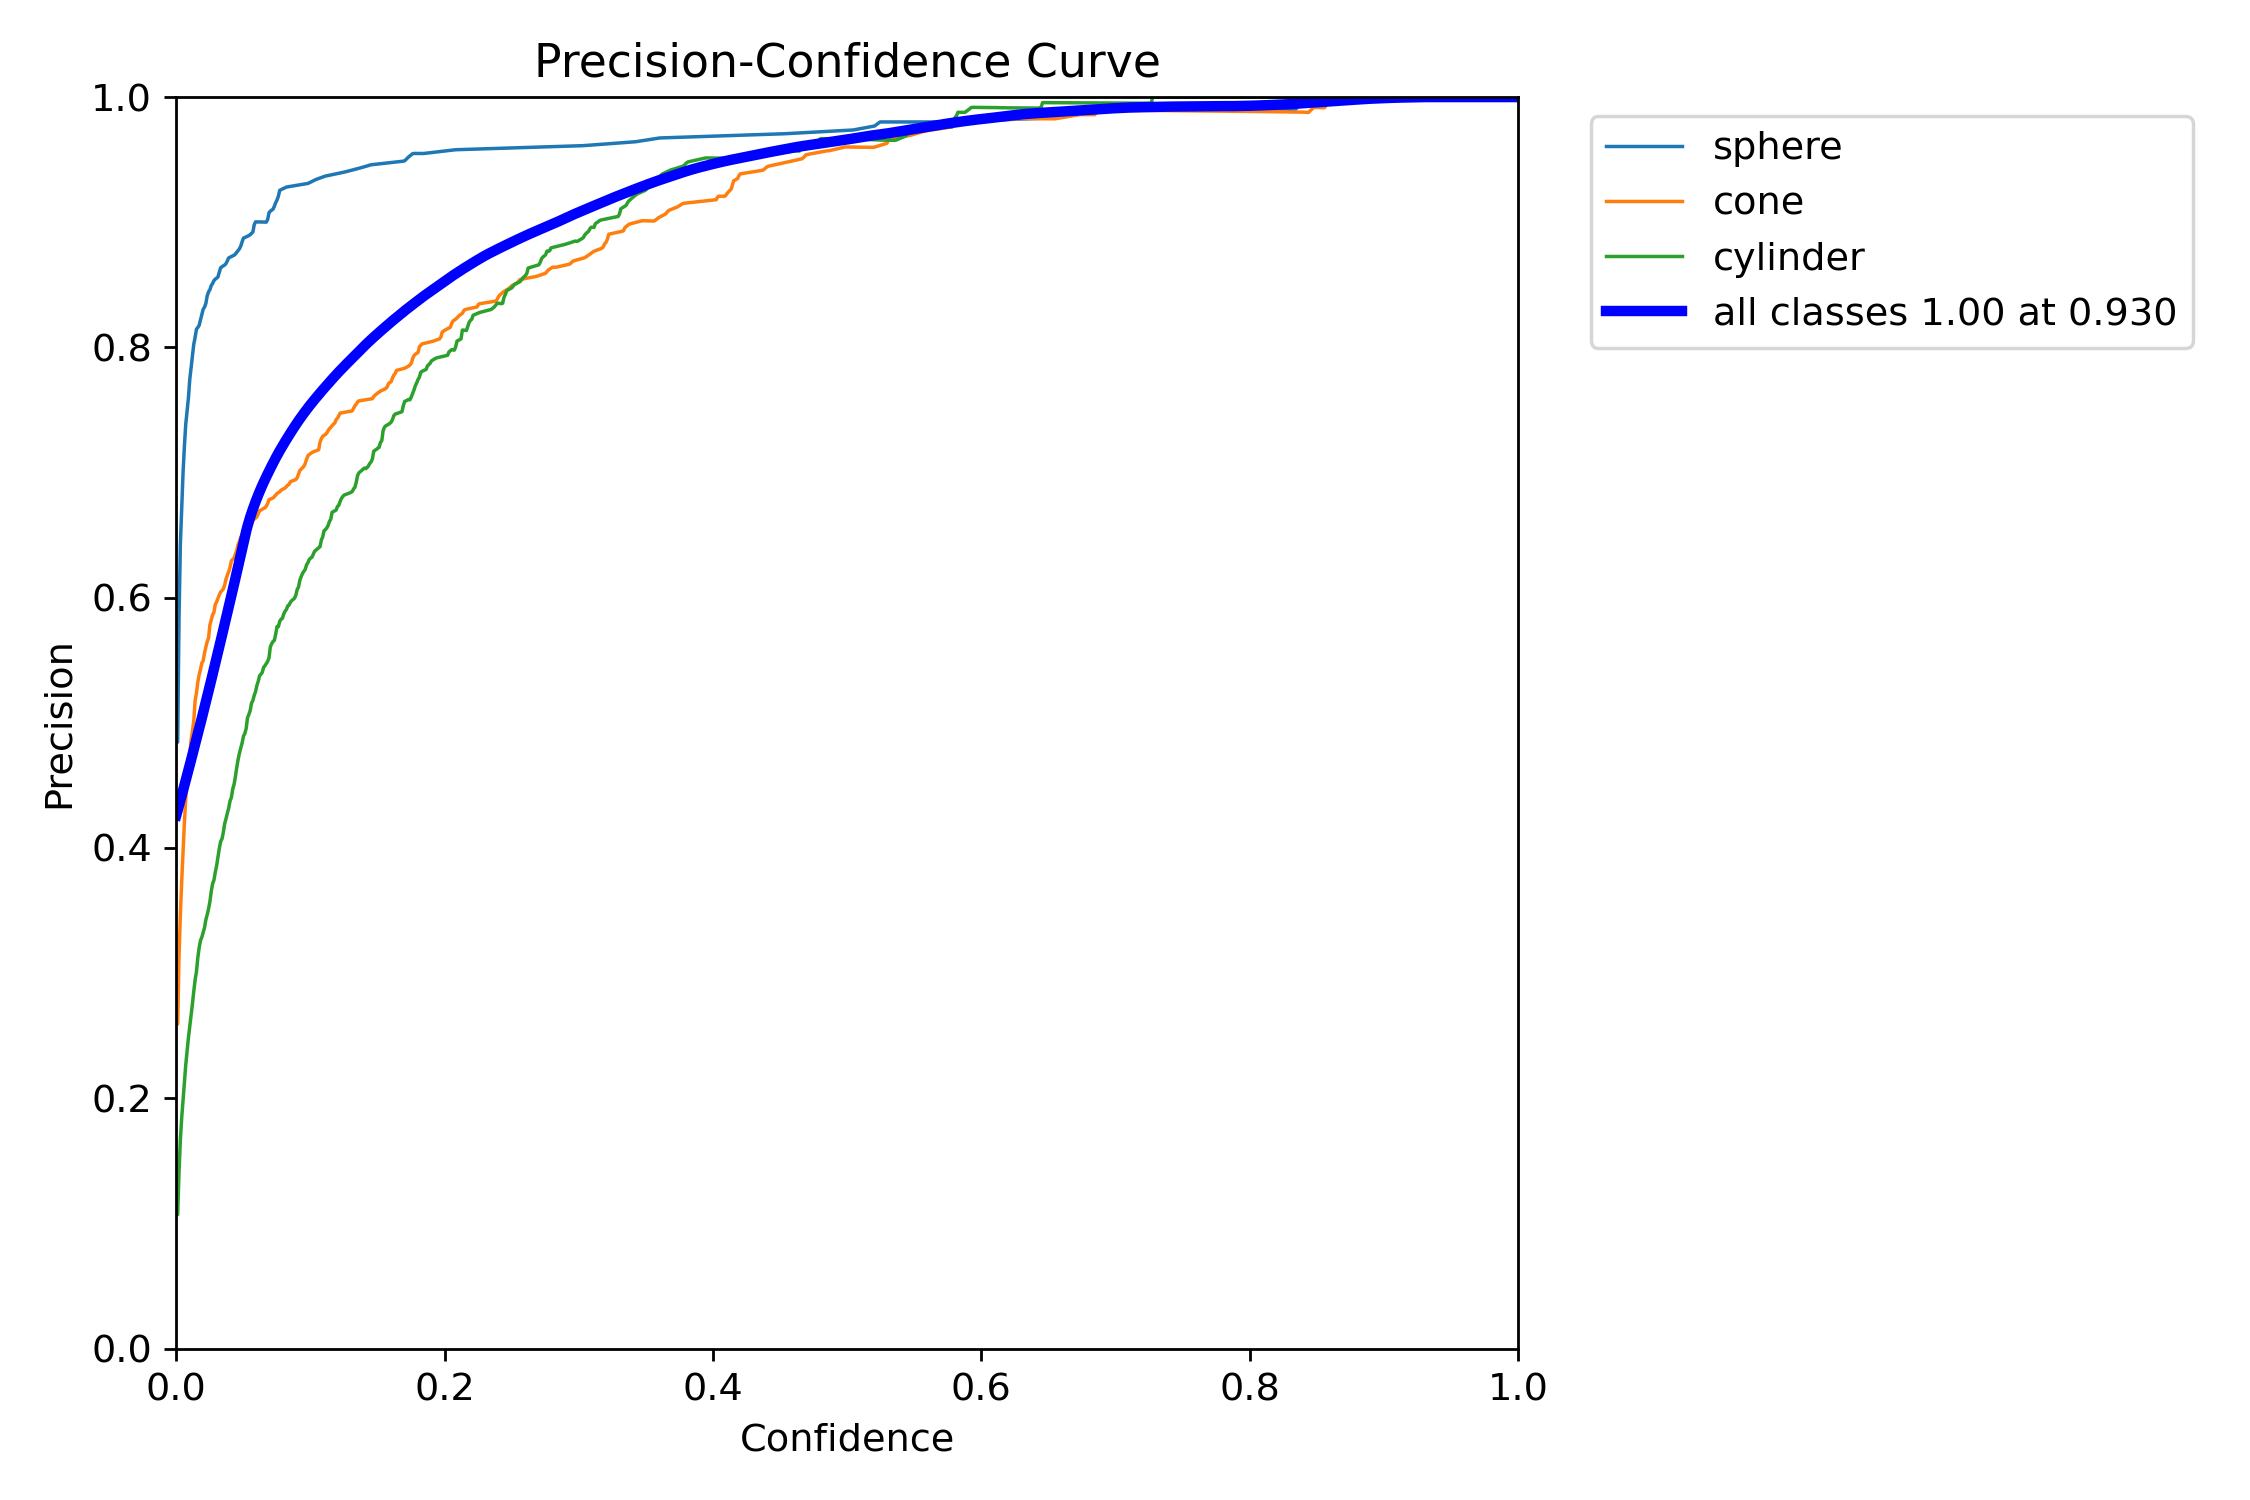 Precision-Confidence Curve
1.0
0.8
0.6
0.4
0.2
0.0
Precision
0.0 0.2 0.4 0.6 0.8 1.0
Confidence
sphere
cone
cylinder
all classes 1.00 at 0.930